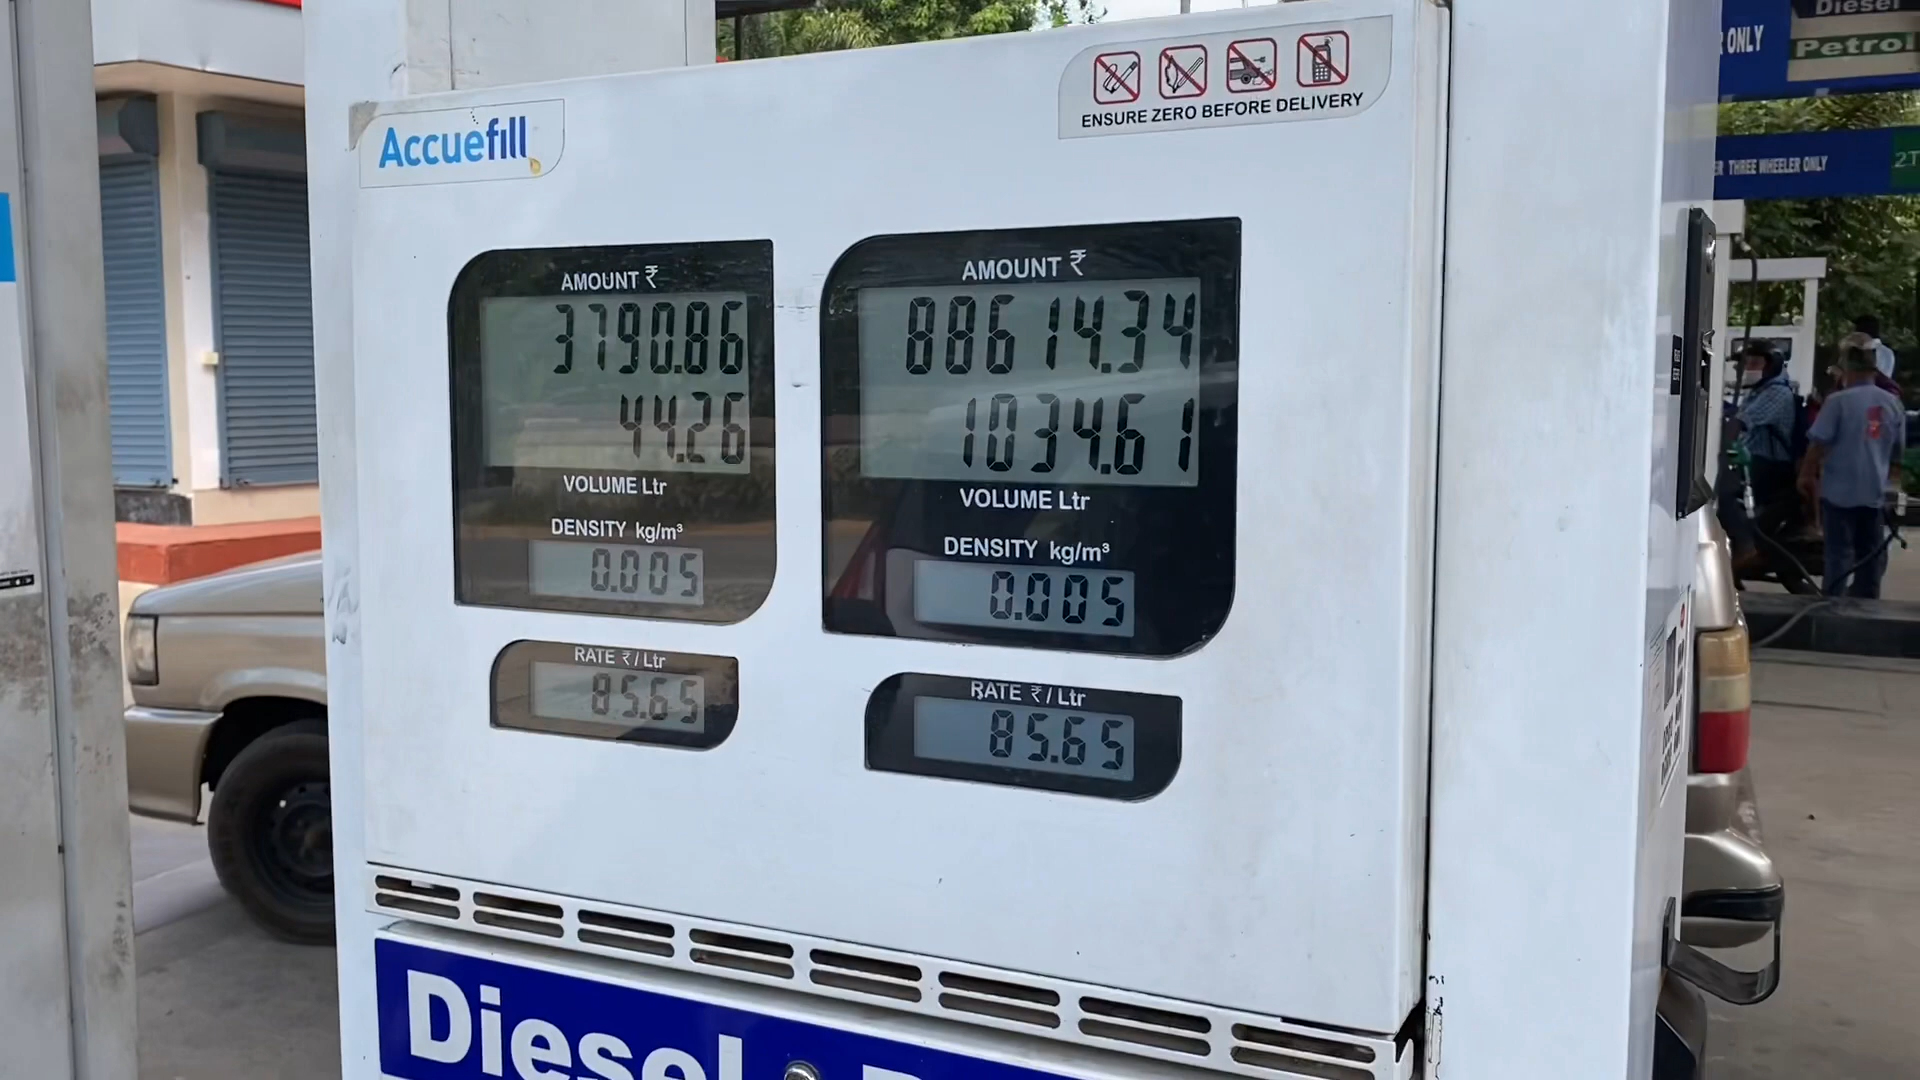 Accuefill
ENSURE ZERO BEFORE DELIVERY
AMOUNT ₹
3790.86
44.26
VOLUME Ltr
DENSITY kg/m³
0.005
RATE ₹/Ltr
85.65
AMOUNT ₹
88614.34
1034.61
VOLUME Ltr
DENSITY kg/m³
0.005
RATE ₹/Ltr
85.65
Diesel
Diesel
Petrol
ONLY
THREE WHEELER ONLY
2T